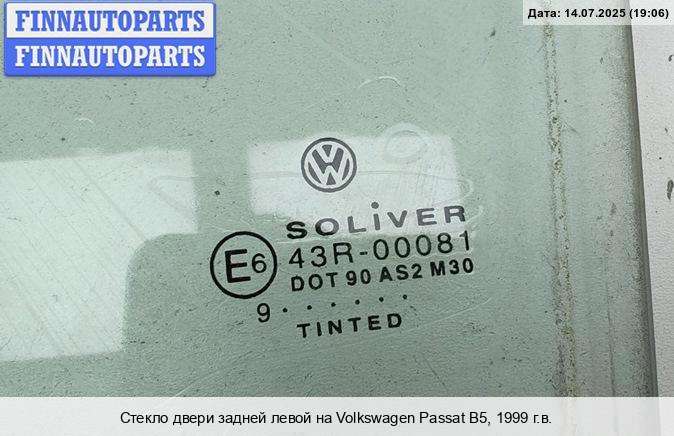 FINNAUTOPARTS
FINNAUTOPARTS
Дата: 14.07.2025 (19:06)
VW
SOLiVER
E6 43R-00081
DOT 90 AS2 M30
9 . . . . . .
TINTED
Стекло двери задней левой на Volkswagen Passat B5, 1999 г.в.